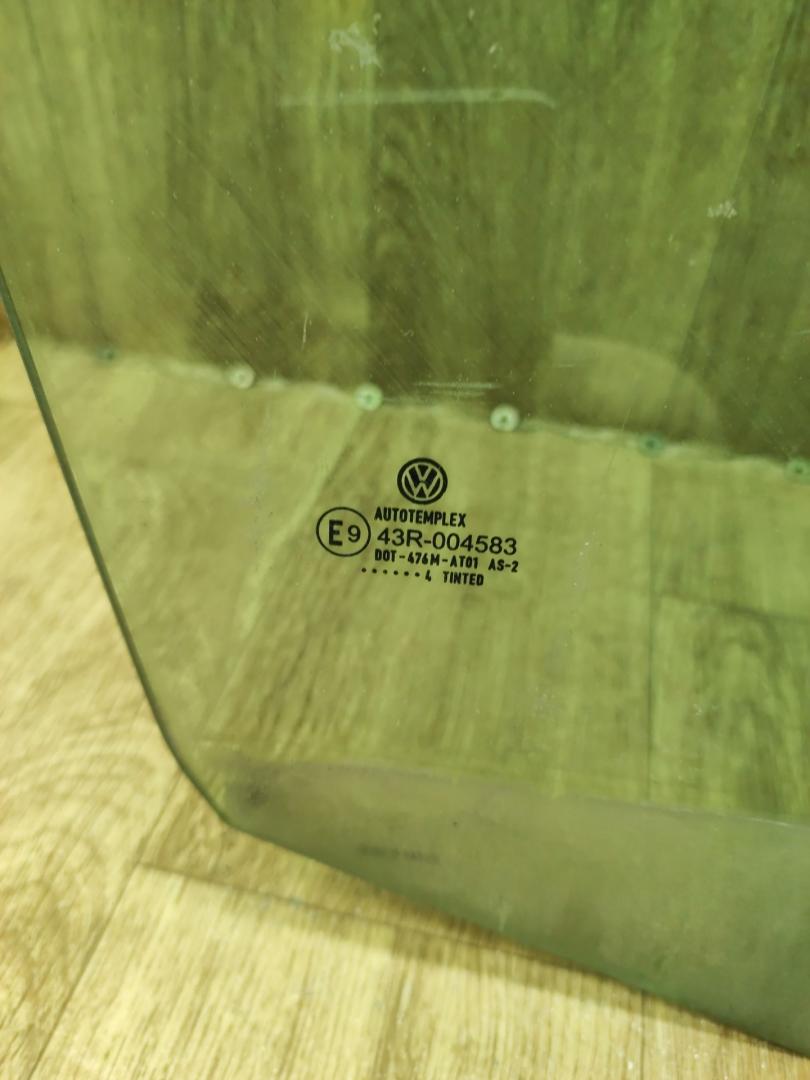 AUTOTEMPLEX
E9 43R-004583
DOT-476M-AT01 AS-2
······4 TINTED